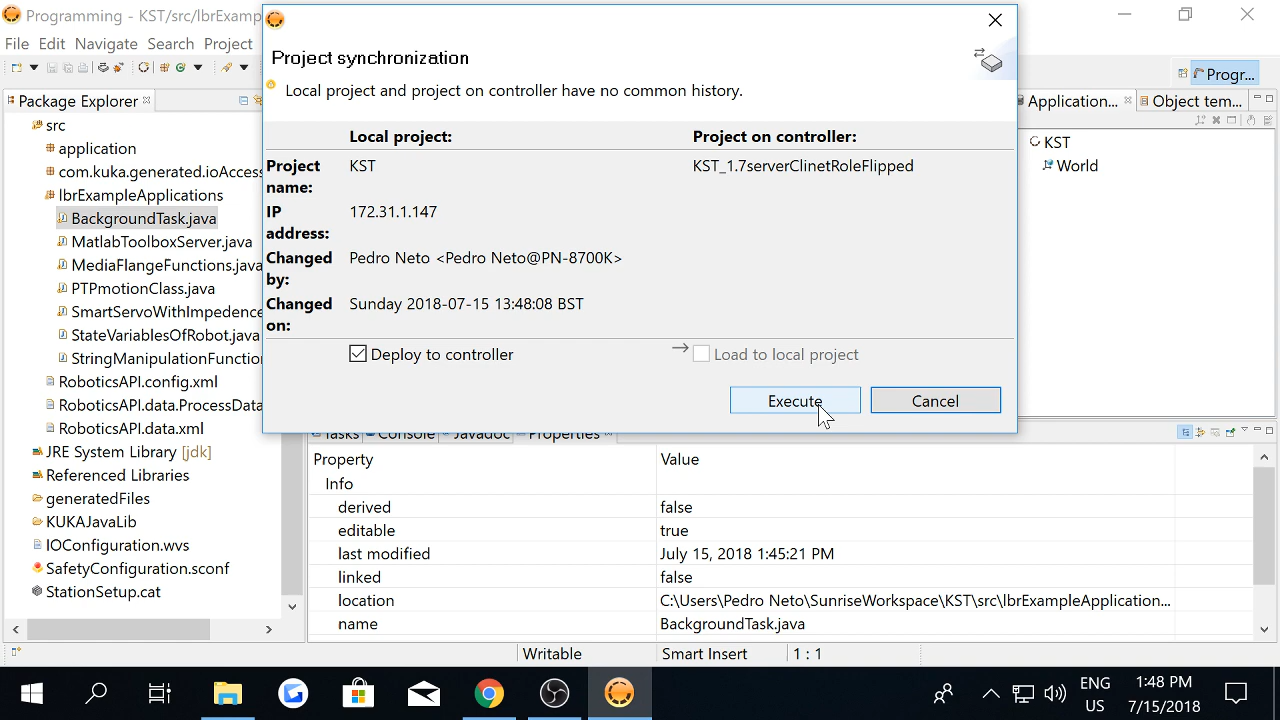 Programming - KST/src/lbrExamp
File Edit Navigate Search Project
Project synchronization
Local project and project on controller have no common history.
Local project: Project on controller:
Project name: KST KST_1.7serverClinetRoleFlipped
IP address: 172.31.1.147
Changed by: Pedro Neto <Pedro Neto@PN-8700K>
Changed on: Sunday 2018-07-15 13:48:08 BST
Deploy to controller Load to local project
Execute Cancel
Progr...
Package Explorer
src
application
com.kuka.generated.ioAccess
lbrExampleApplications
BackgroundTask.java
MatlabToolboxServer.java
MediaFlangeFunctions.java
PTPmotionClass.java
SmartServoWithImpedence
StateVariablesOfRobot.java
StringManipulationFunctio
RoboticsAPI.config.xml
RoboticsAPI.data.ProcessData
RoboticsAPI.data.xml
JRE System Library [jdk]
Referenced Libraries
generatedFiles
KUKAJavaLib
IOConfiguration.wvs
SafetyConfiguration.sconf
StationSetup.cat
Application... Object tem...
KST
World
Tasks Console Javadoc Properties
Property Value
Info
derived false
editable true
last modified July 15, 2018 1:45:21 PM
linked false
location C:\Users\Pedro Neto\SunriseWorkspace\KST\src\lbrExampleApplication...
name BackgroundTask.java
Writable Smart Insert 1 : 1
ENG
US
1:48 PM
7/15/2018